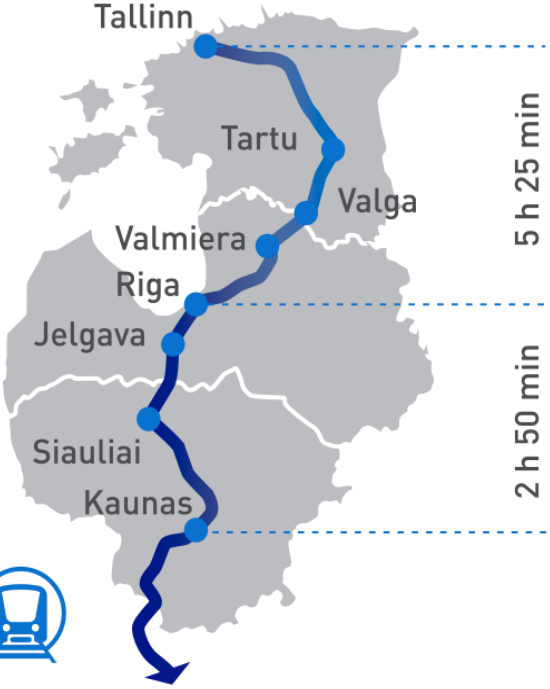 Tallinn
Tartu
5 h 25 min
Valga
Valmiera
Riga
Jelgava
2 h 50 min
Siauliai
Kaunas